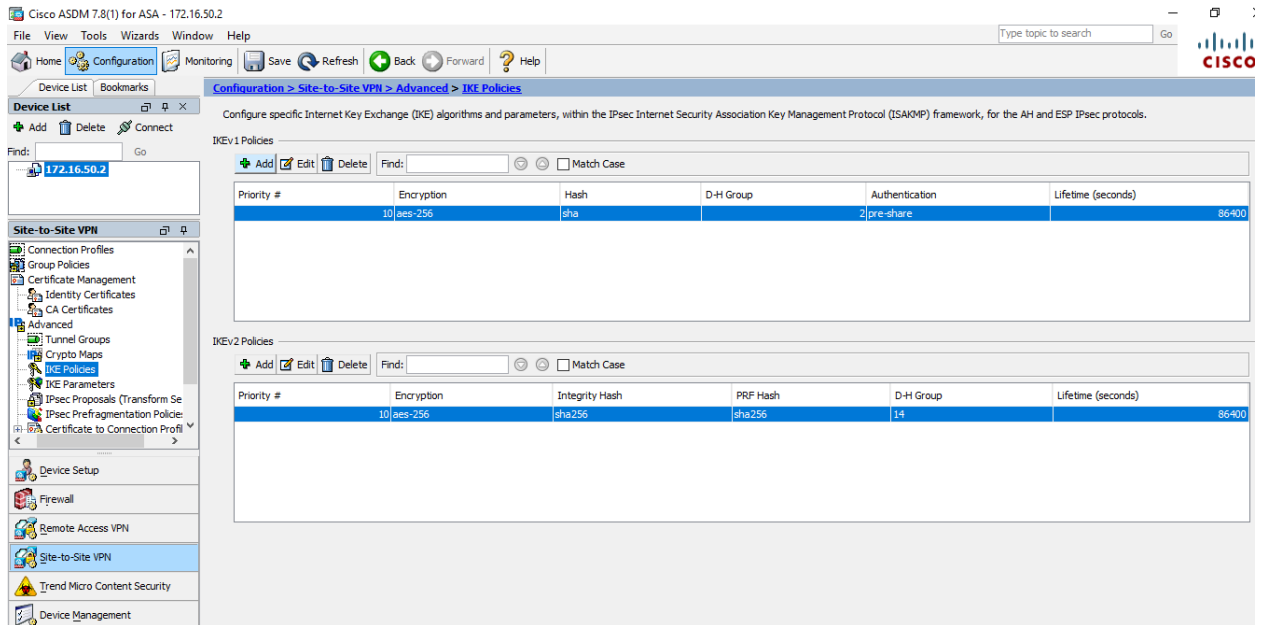 Cisco ASDM 7.8(1) for ASA - 172.16.50.2
File View Tools Wizards Window Help
Type topic to search Go
Home Configuration Monitoring Save Refresh Back Forward Help
CISCO
Device List Bookmarks
Configuration > Site-to-Site VPN > Advanced > IKE Policies
Device List
Add Delete Connect
Find: Go
172.16.50.2
Configure specific Internet Key Exchange (IKE) algorithms and parameters, within the IPsec Internet Security Association Key Management Protocol (ISAKMP) framework, for the AH and ESP IPsec protocols.
IKEv1 Policies
Add Edit Delete Find: Match Case
Priority # Encryption Hash D-H Group Authentication Lifetime (seconds)
10 aes-256 sha 2 pre-share 86400
Site-to-Site VPN
Connection Profiles
Group Policies
Certificate Management
Identity Certificates
CA Certificates
Advanced
Tunnel Groups
Crypto Maps
IKE Policies
IKE Parameters
IPsec Proposals (Transform Se
IPsec Prefragmentation Policie
Certificate to Connection Profil
IKEv2 Policies
Add Edit Delete Find: Match Case
Priority # Encryption Integrity Hash PRF Hash D-H Group Lifetime (seconds)
10 aes-256 sha256 sha256 14 86400
Device Setup
Firewall
Remote Access VPN
Site-to-Site VPN
Trend Micro Content Security
Device Management